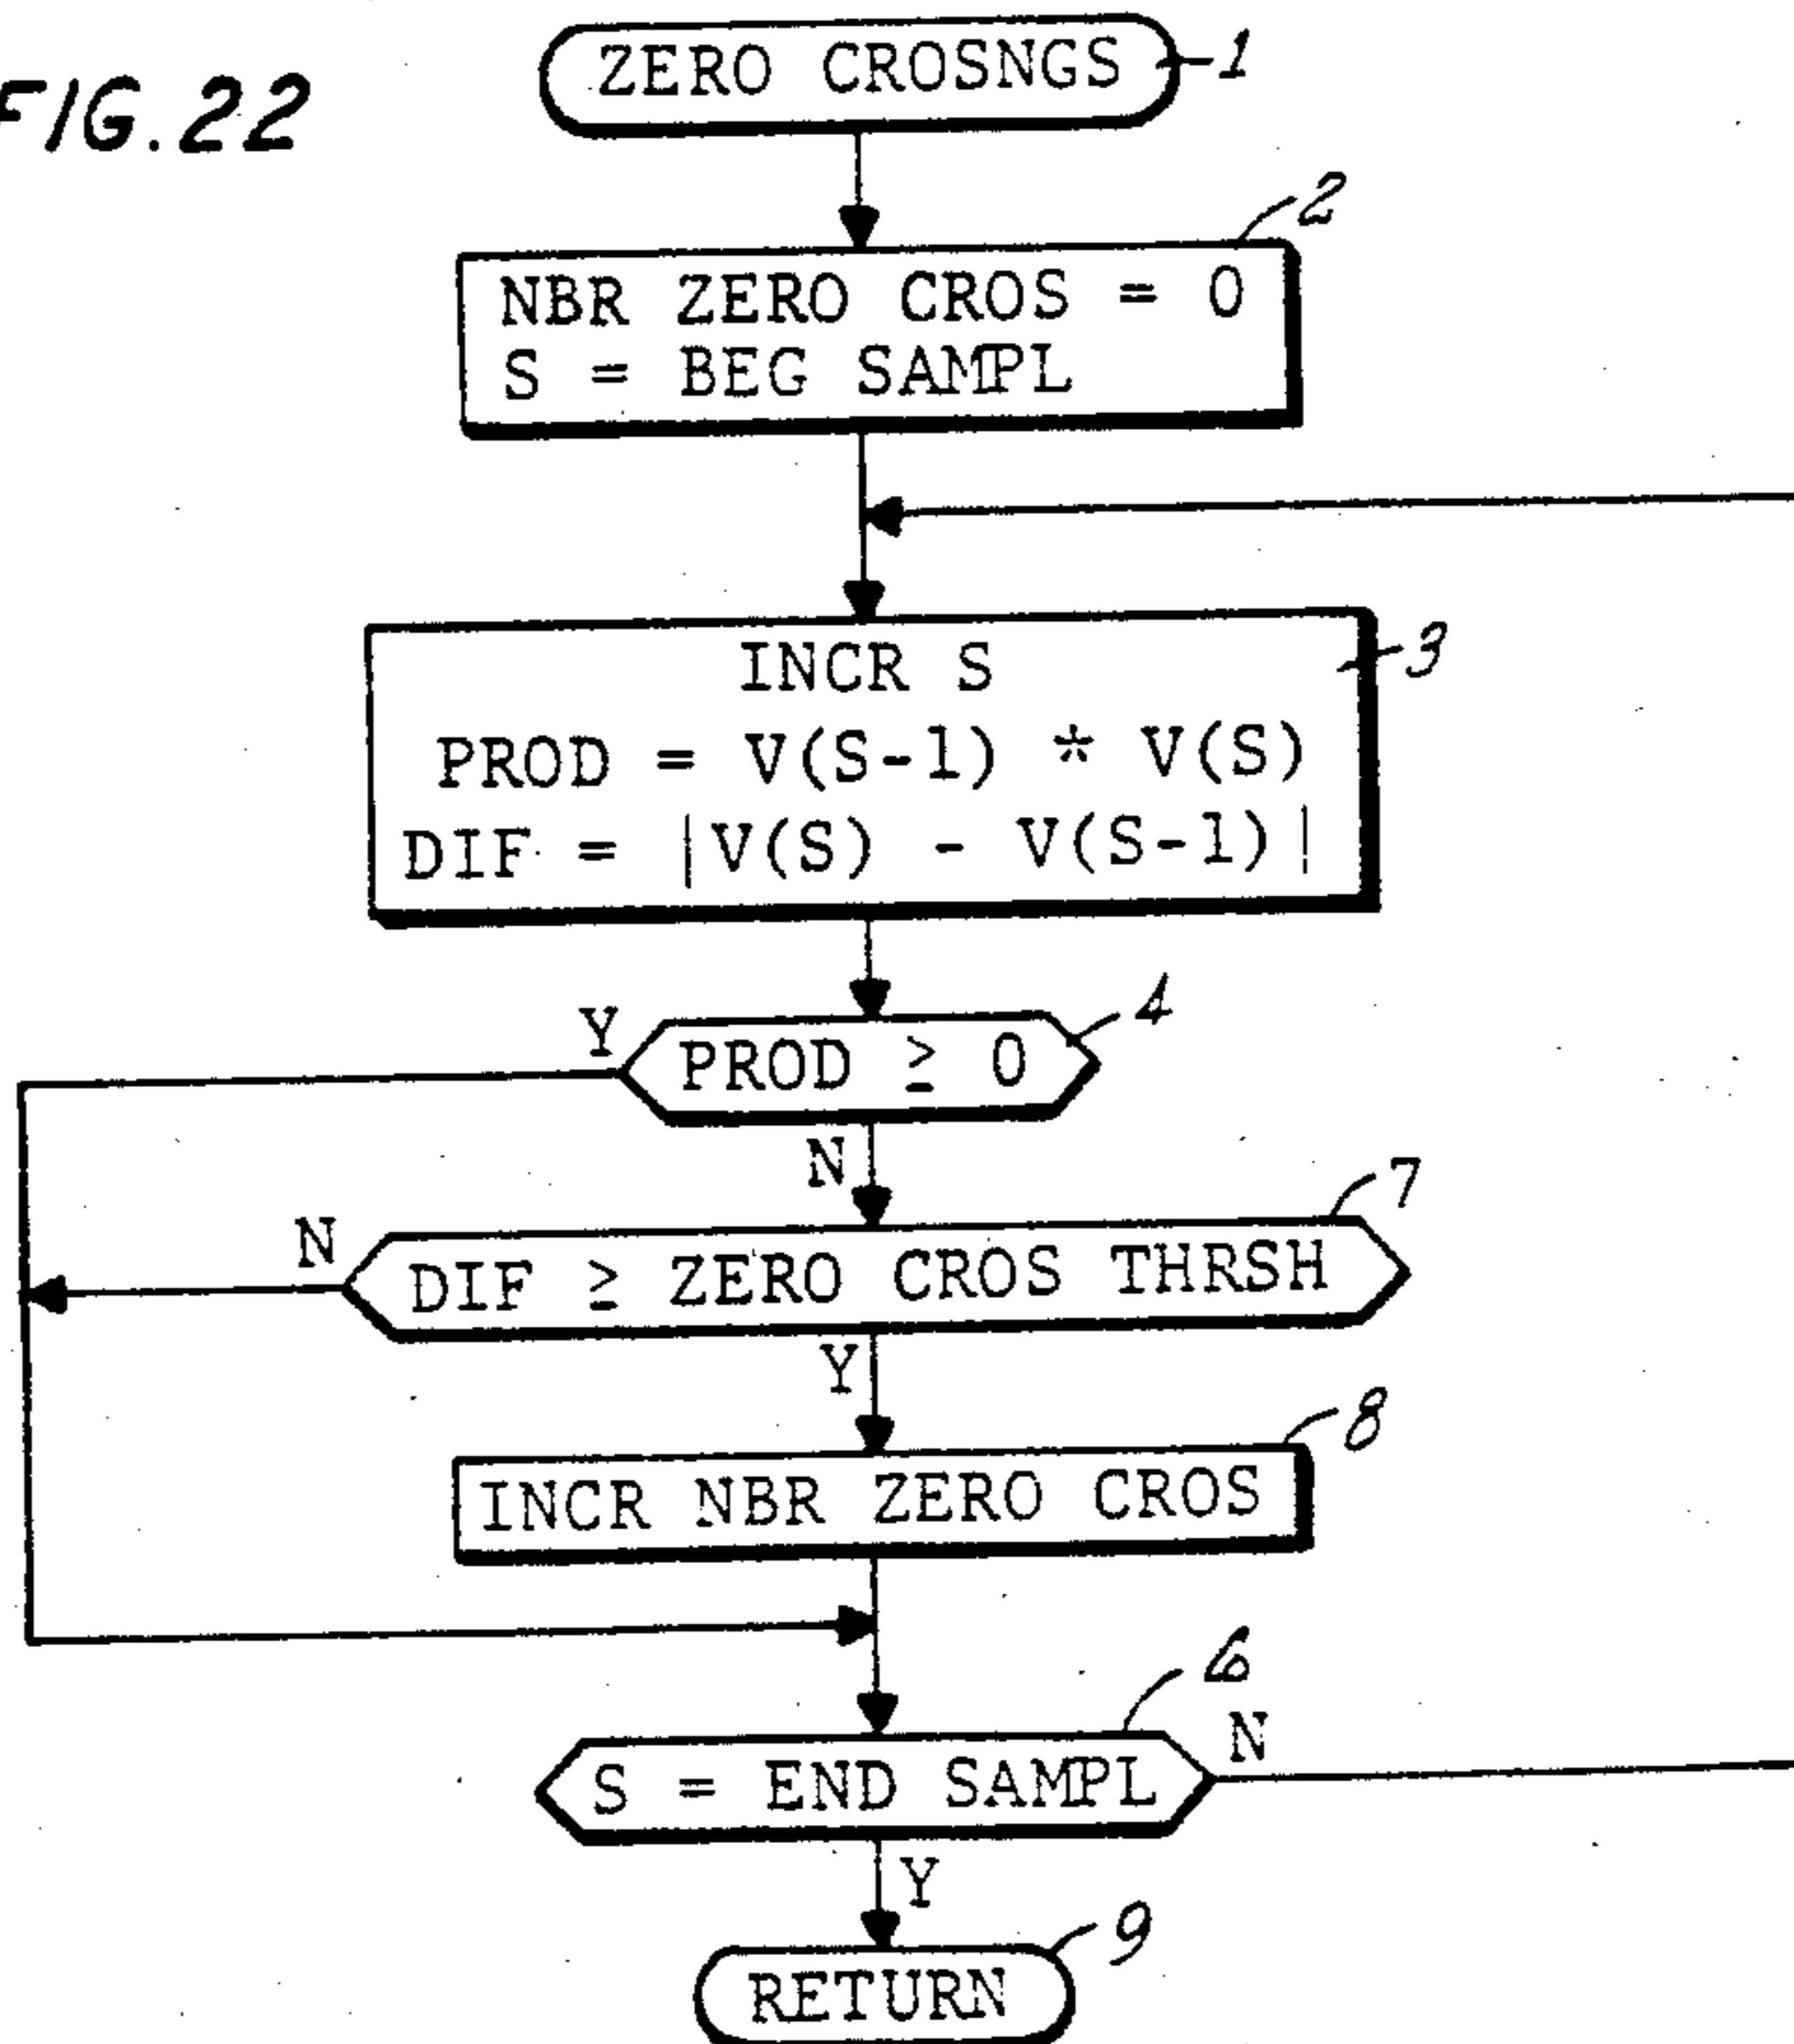 FIG. 22
ZERO CROSNGS
1
2
NBR ZERO CROS = 0
S = BEG SAMPL
3
INCR S
PROD = V(S-1) * V(S)
DIF = |V(S) - V(S-1)|
4
Y
PROD ≥ 0
N
7
N
DIF ≥ ZERO CROS THRSH
Y
8
INCR NBR ZERO CROS
6
N
S = END SAMPL
Y
9
RETURN